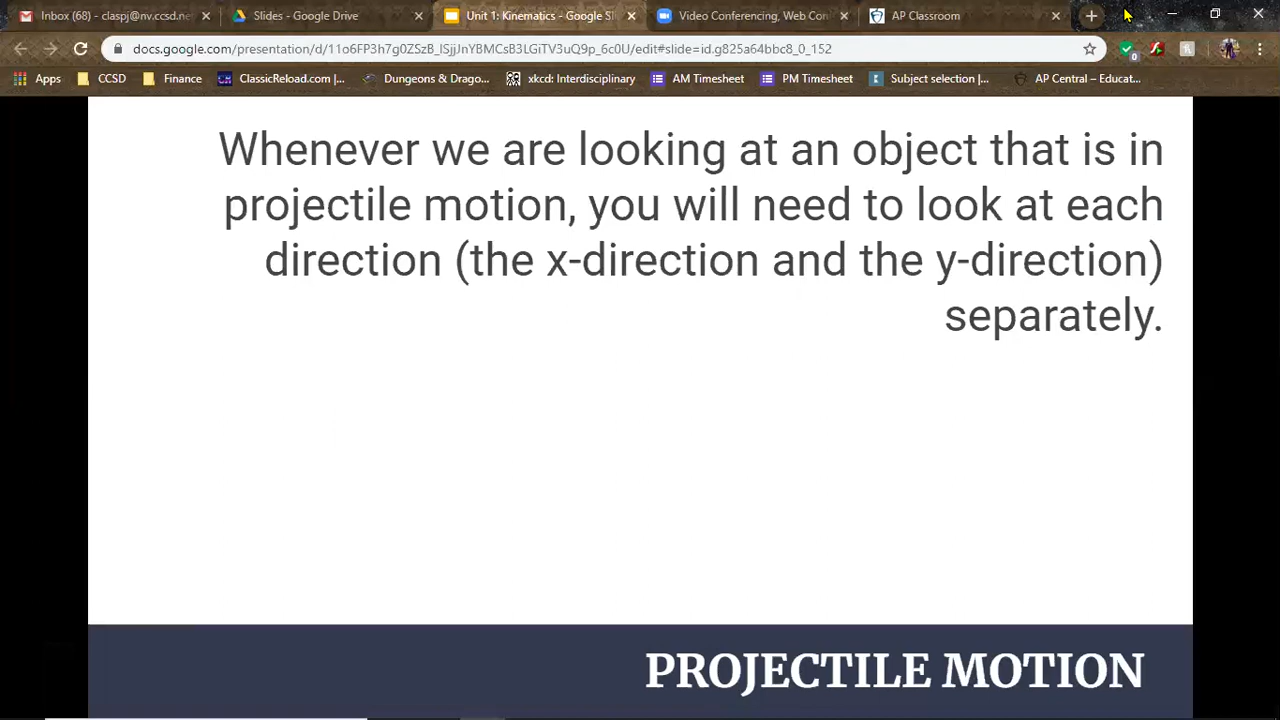 Inbox (68) - claspj@nv.ccsd.ne
Slides - Google Drive
Unit 1: Kinematics - Google Sl
Video Conferencing, Web Con
AP Classroom
docs.google.com/presentation/d/11o6FP3h7g0ZSzB_lSjjJnYBMCsB3LGiTV3uQ9p_6c0U/edit#slide=id.g825a64bbc8_0_152
Apps
CCSD
Finance
ClassicReload.com |...
Dungeons & Drago...
xkcd: Interdisciplinary
AM Timesheet
PM Timesheet
Subject selection |...
AP Central – Educat...
Whenever we are looking at an object that is in
projectile motion, you will need to look at each
direction (the x-direction and the y-direction)
separately.
PROJECTILE MOTION